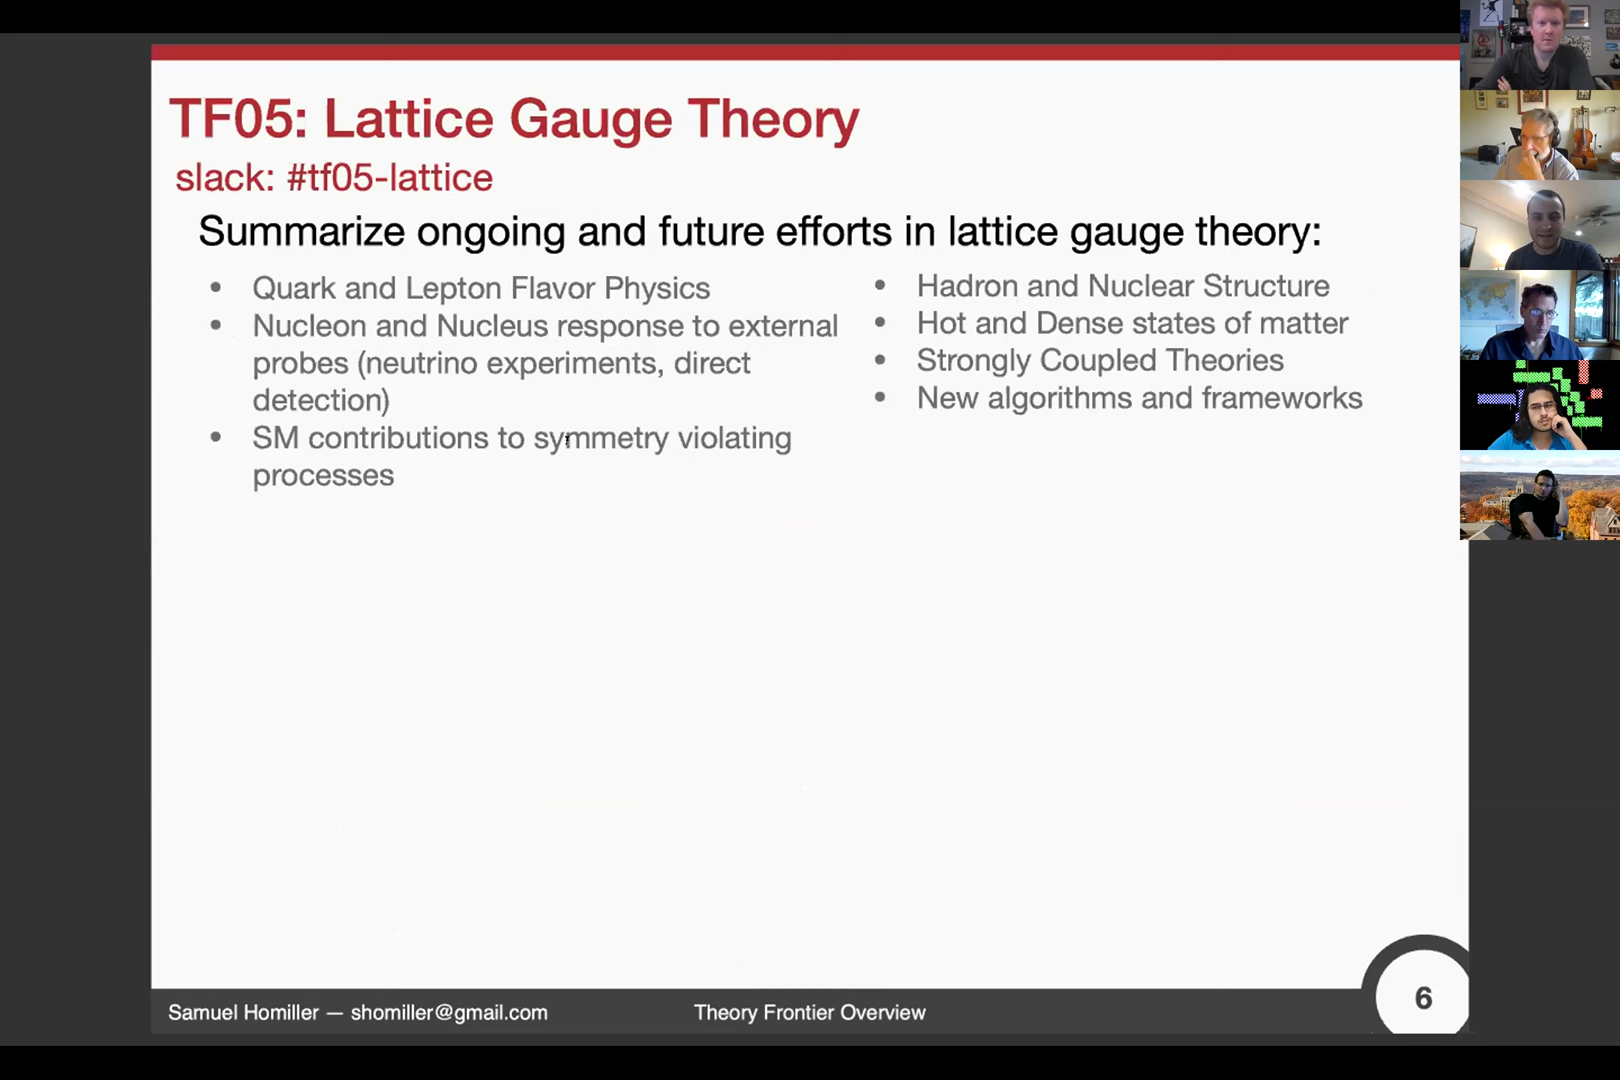 TF05: Lattice Gauge Theory
slack: #tf05-lattice
Summarize ongoing and future efforts in lattice gauge theory:
• Quark and Lepton Flavor Physics
• Nucleon and Nucleus response to external
probes (neutrino experiments, direct
detection)
• SM contributions to symmetry violating
processes
• Hadron and Nuclear Structure
• Hot and Dense states of matter
• Strongly Coupled Theories
• New algorithms and frameworks
Samuel Homiller — shomiller@gmail.com
Theory Frontier Overview
6